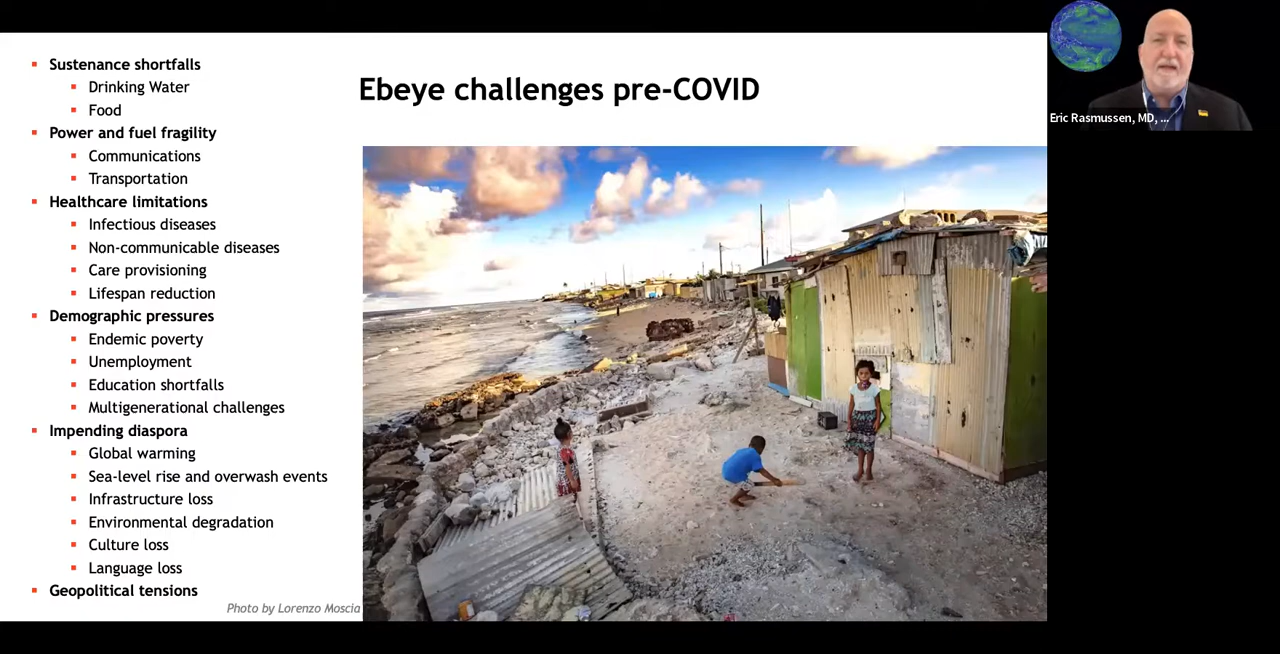 Ebeye challenges pre-COVID
Sustenance shortfalls
Drinking Water
Food
Power and fuel fragility
Communications
Transportation
Healthcare limitations
Infectious diseases
Non-communicable diseases
Care provisioning
Lifespan reduction
Demographic pressures
Endemic poverty
Unemployment
Education shortfalls
Multigenerational challenges
Impending diaspora
Global warming
Sea-level rise and overwash events
Infrastructure loss
Environmental degradation
Culture loss
Language loss
Geopolitical tensions
Photo by Lorenzo Moscia
Eric Rasmussen, MD, ...